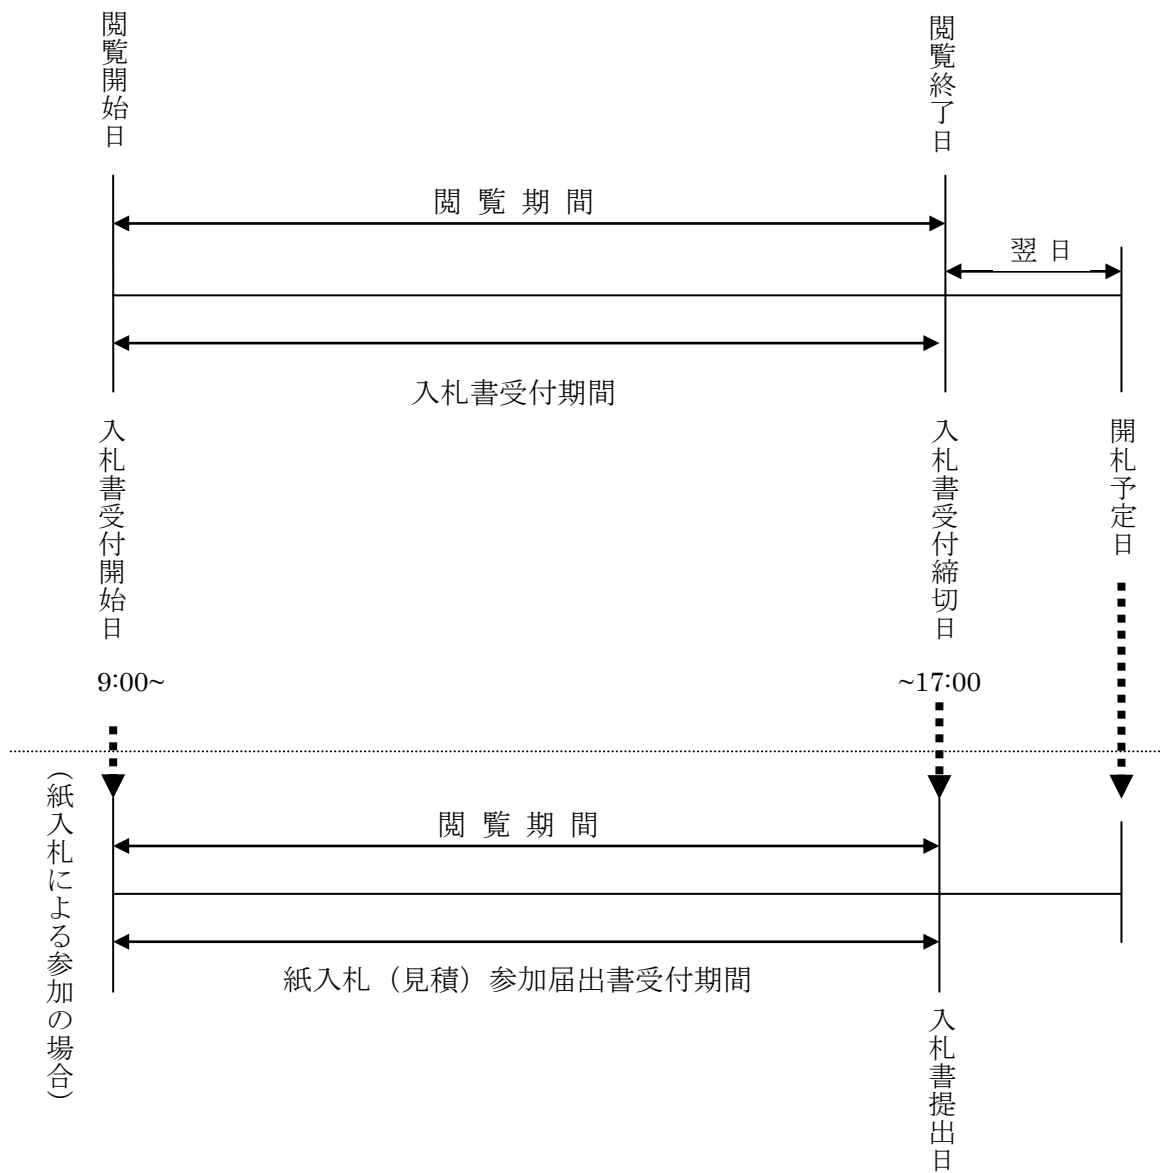 閲覧開始日
閲覧終了日
閲覧期間
翌日
入札書受付期間
入札書受付開始日
入札書受付締切日
開札予定日
9:00~
~17:00
（紙入札による参加の場合）
閲覧期間
紙入札（見積）参加届出書受付期間
入札書提出日